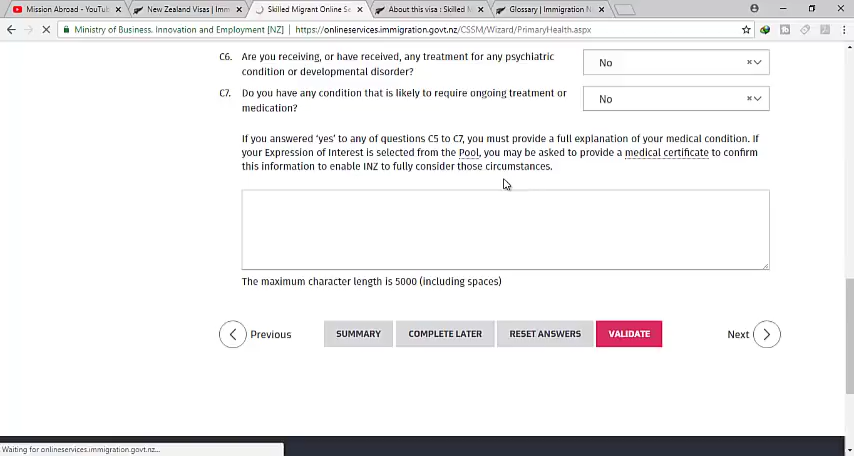 Mission Abroad - YouTu
New Zealand Visas | Imm
Skilled Migrant Online Se
About this visa : Skilled M
Glossary | Immigration N
Ministry of Business. Innovation and Employment [NZ]
https://onlineservices.immigration.govt.nz/CSSM/Wizard/PrimaryHealth.aspx
C6. Are you receiving, or have received, any treatment for any psychiatric
condition or developmental disorder?
No
C7. Do you have any condition that is likely to require ongoing treatment or
medication?
No
If you answered 'yes' to any of questions C5 to C7, you must provide a full explanation of your medical condition. If
your Expression of Interest is selected from the Pool, you may be asked to provide a medical certificate to confirm
this information to enable INZ to fully consider those circumstances.
The maximum character length is 5000 (including spaces)
Previous
SUMMARY
COMPLETE LATER
RESET ANSWERS
VALIDATE
Next
Waiting for onlineservices.immigration.govt.nz...